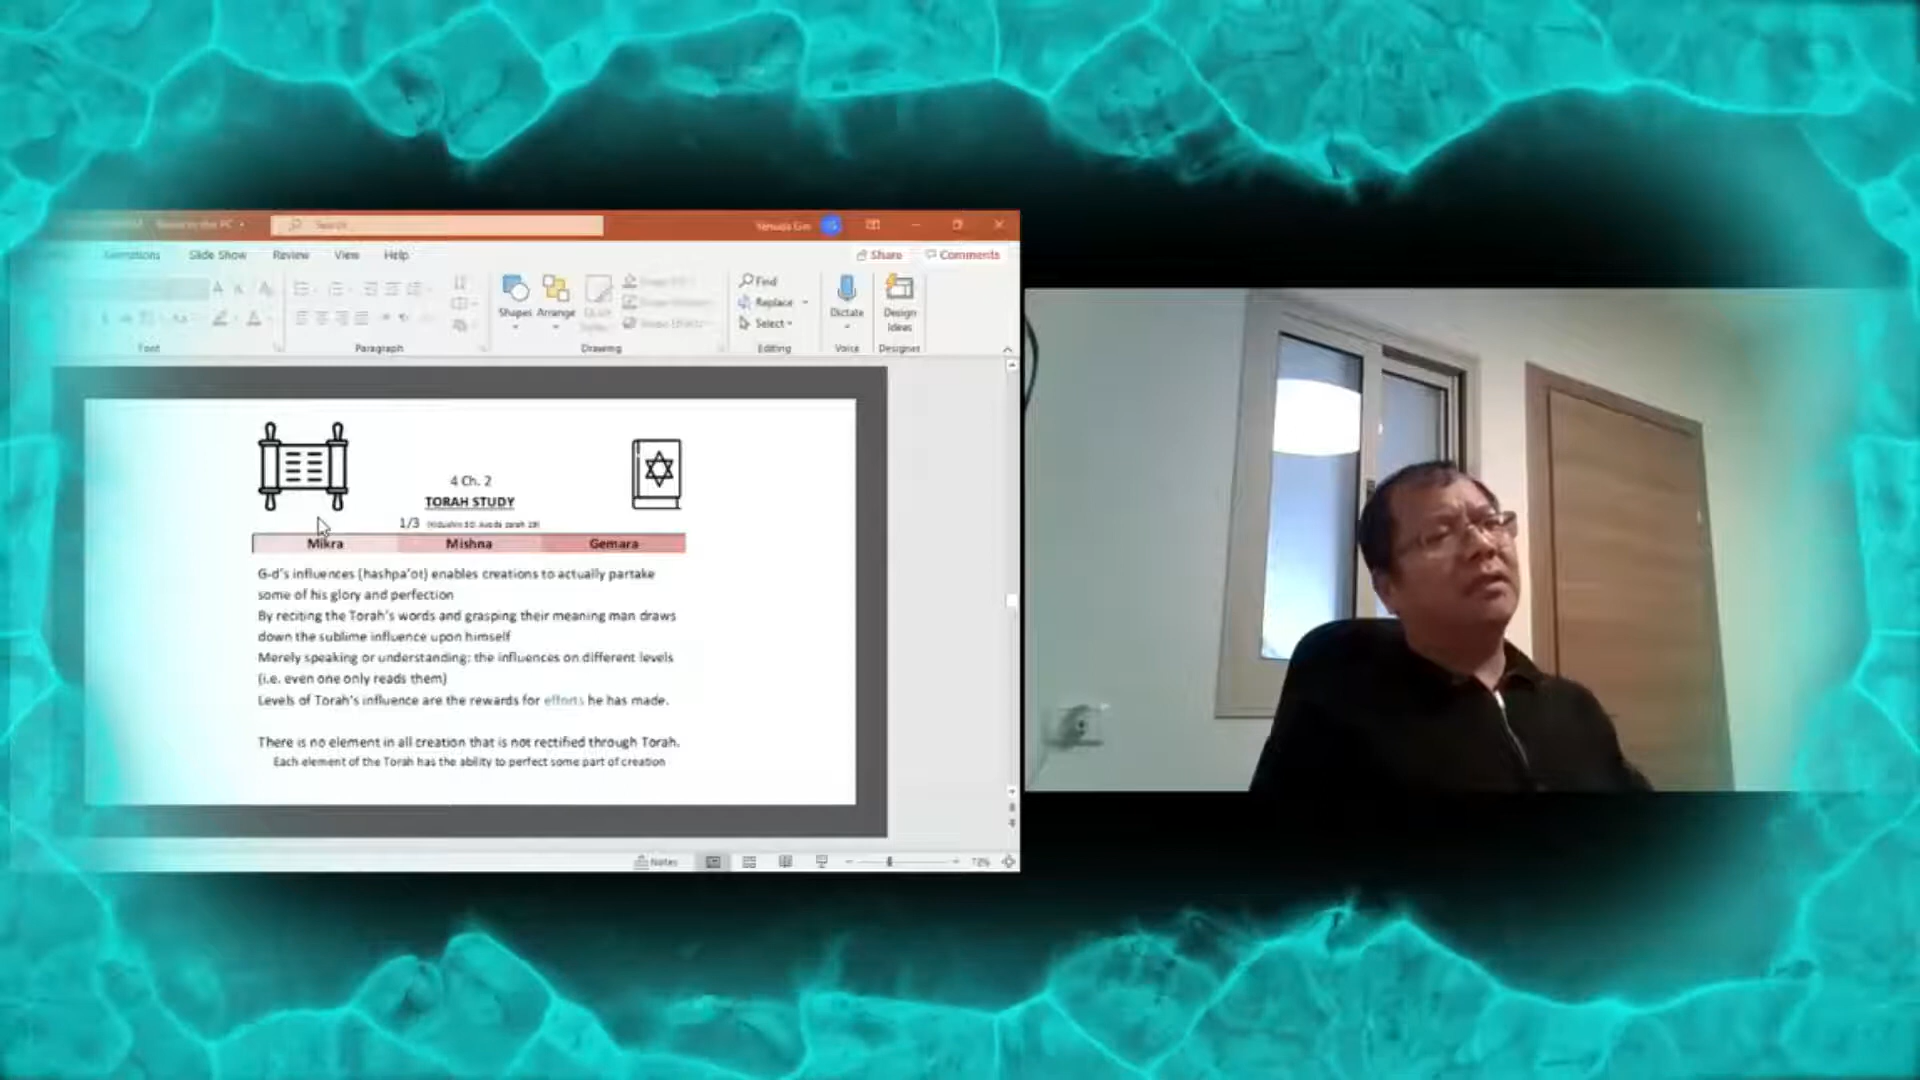 Search
Slide Show Review View Help
Share Comments
Shapes Arrange
Find
Replace
Select
Dictate
Design
Ideas
Font Paragraph Drawing Editing Voice Designer
4 Ch. 2
TORAH STUDY
1/3
Mikra Mishna Gemara
G-d's influences (hashpa'ot) enables creations to actually partake
some of his glory and perfection
By reciting the Torah's words and grasping their meaning man draws
down the sublime influence upon himself
Merely speaking or understanding: the influences on different levels
(i.e. even one only reads them)
Levels of Torah's influence are the rewards for efforts he has made.
There is no element in all creation that is not rectified through Torah.
Each element of the Torah has the ability to perfect some part of creation
Notes